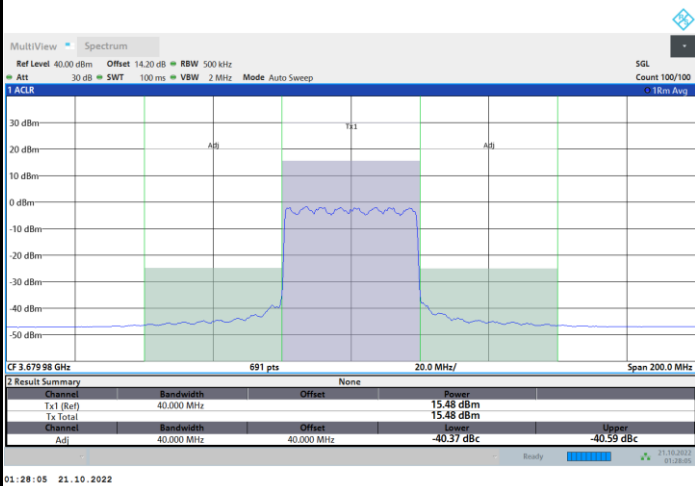 MultiView Spectrum
Ref Level 40.00 dBm Offset 14.20 dB RBW 500 kHz SGL
Att 30 dB SWT 100 ms VBW 2 MHz Mode Auto Sweep Count 100/100
1 ACLR 1Rm Avg
30 dBm
Tx1
20 dBm
Adj Adj
10 dBm
0 dBm
-10 dBm
-20 dBm
-30 dBm
-40 dBm
-50 dBm
CF 3.67998 GHz 691 pts 20.0 MHz/ Span 200.0 MHz
2 Result Summary None
Channel Bandwidth Offset Power
Tx1 (Ref) 40.000 MHz 15.48 dBm
Tx Total 15.48 dBm
Channel Bandwidth Offset Lower Upper
Adj 40.000 MHz 40.000 MHz -40.37 dBc -40.59 dBc
Ready 21.10.2022
01:28:05
01:28:05 21.10.2022